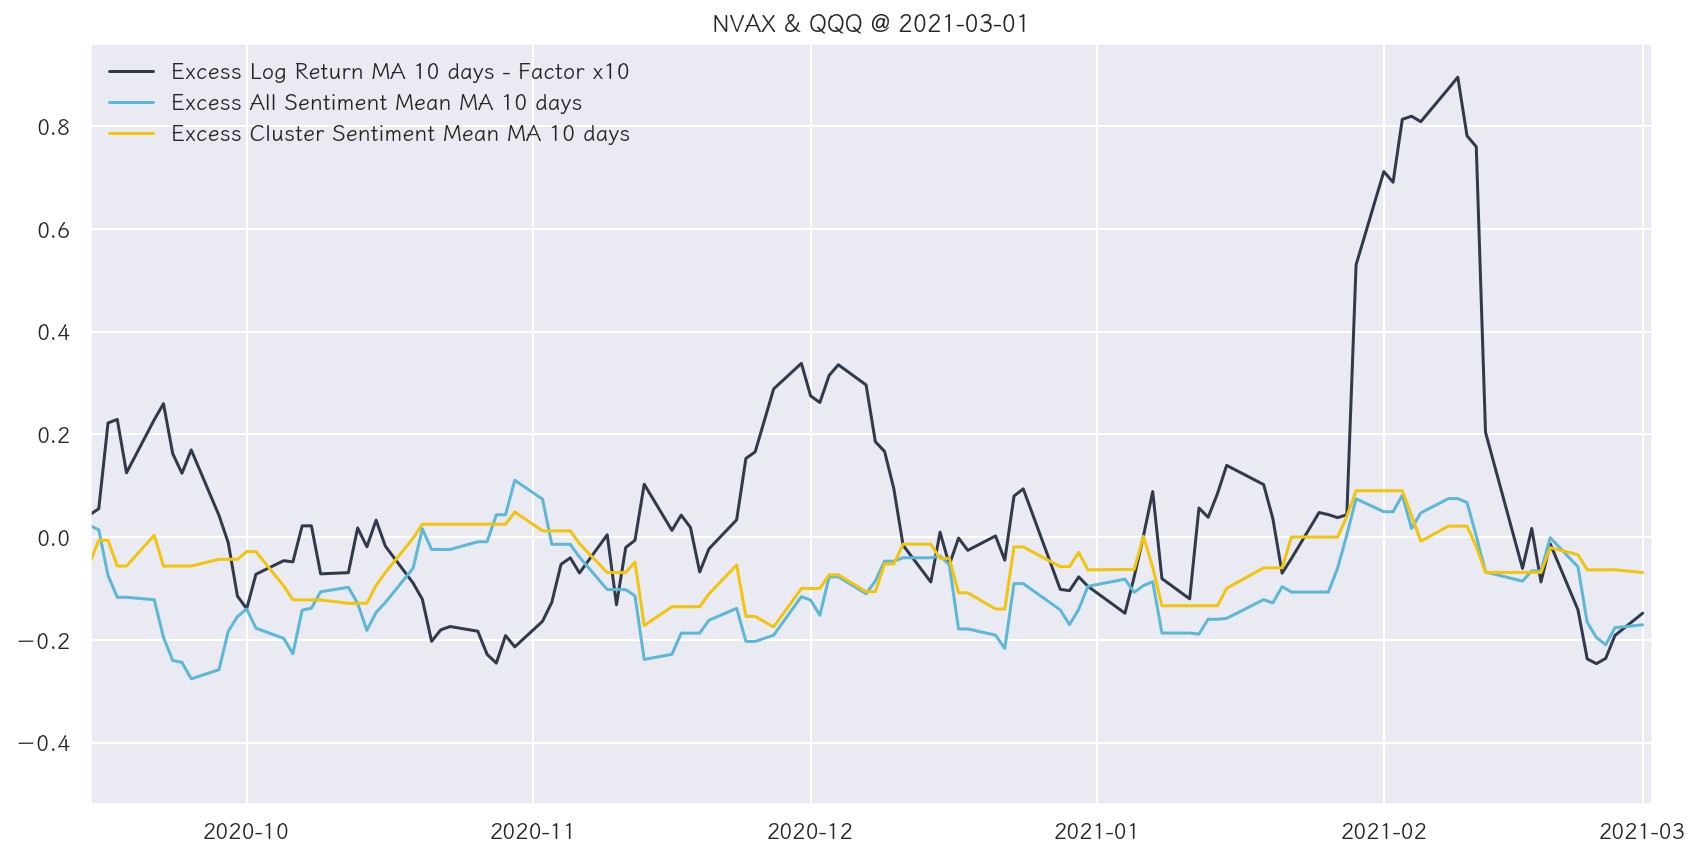 NVAX & QQQ @ 2021-03-01
Excess Log Return MA 10 days - Factor x10
Excess All Sentiment Mean MA 10 days
Excess Cluster Sentiment Mean MA 10 days
0.8
0.6
0.4
0.2
0.0
−0.2
−0.4
2020-10 2020-11 2020-12 2021-01 2021-02 2021-03